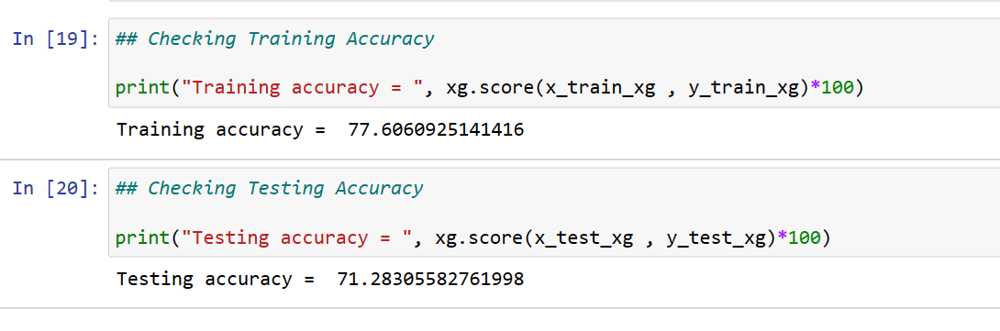 In [19]: ## Checking Training Accuracy
print("Training accuracy = ", xg.score(x_train_xg , y_train_xg)*100)
Training accuracy =  77.6060925141416
In [20]: ## Checking Testing Accuracy
print("Testing accuracy = ", xg.score(x_test_xg , y_test_xg)*100)
Testing accuracy =  71.28305582761998